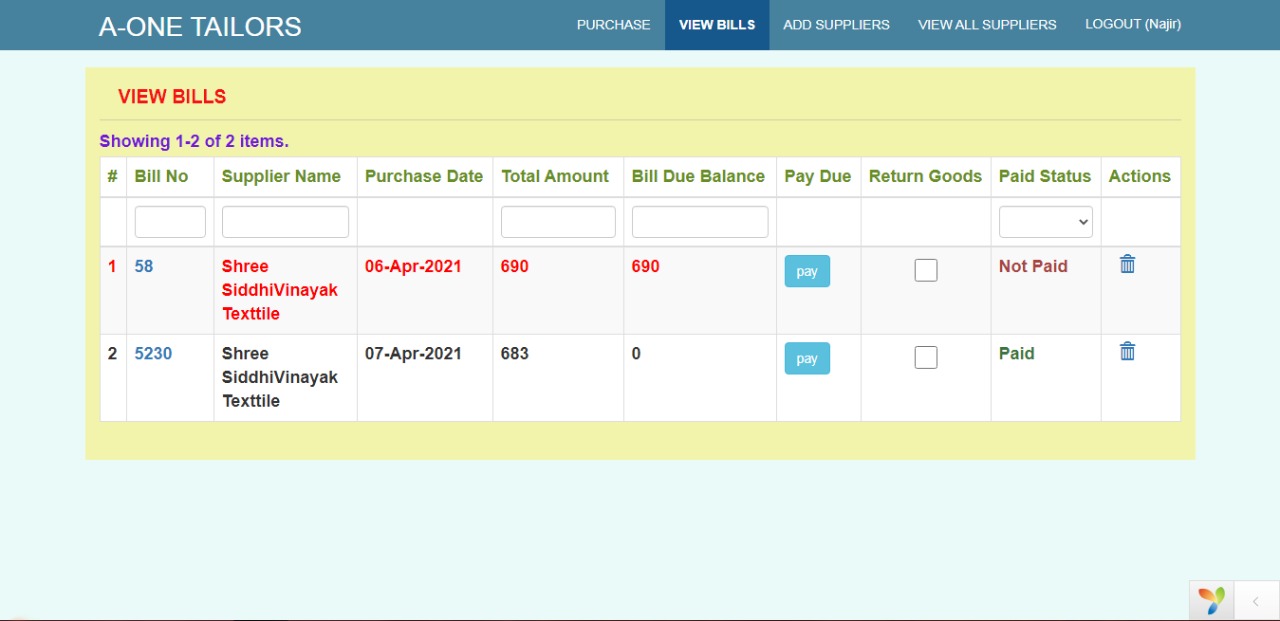 A-ONE TAILORS
PURCHASE VIEW BILLS ADD SUPPLIERS VIEW ALL SUPPLIERS LOGOUT (Najir)
VIEW BILLS
Showing 1-2 of 2 items.
# Bill No Supplier Name Purchase Date Total Amount Bill Due Balance Pay Due Return Goods Paid Status Actions
1 58 Shree SiddhiVinayak Texttile 06-Apr-2021 690 690 pay Not Paid
2 5230 Shree SiddhiVinayak Texttile 07-Apr-2021 683 0 pay Paid